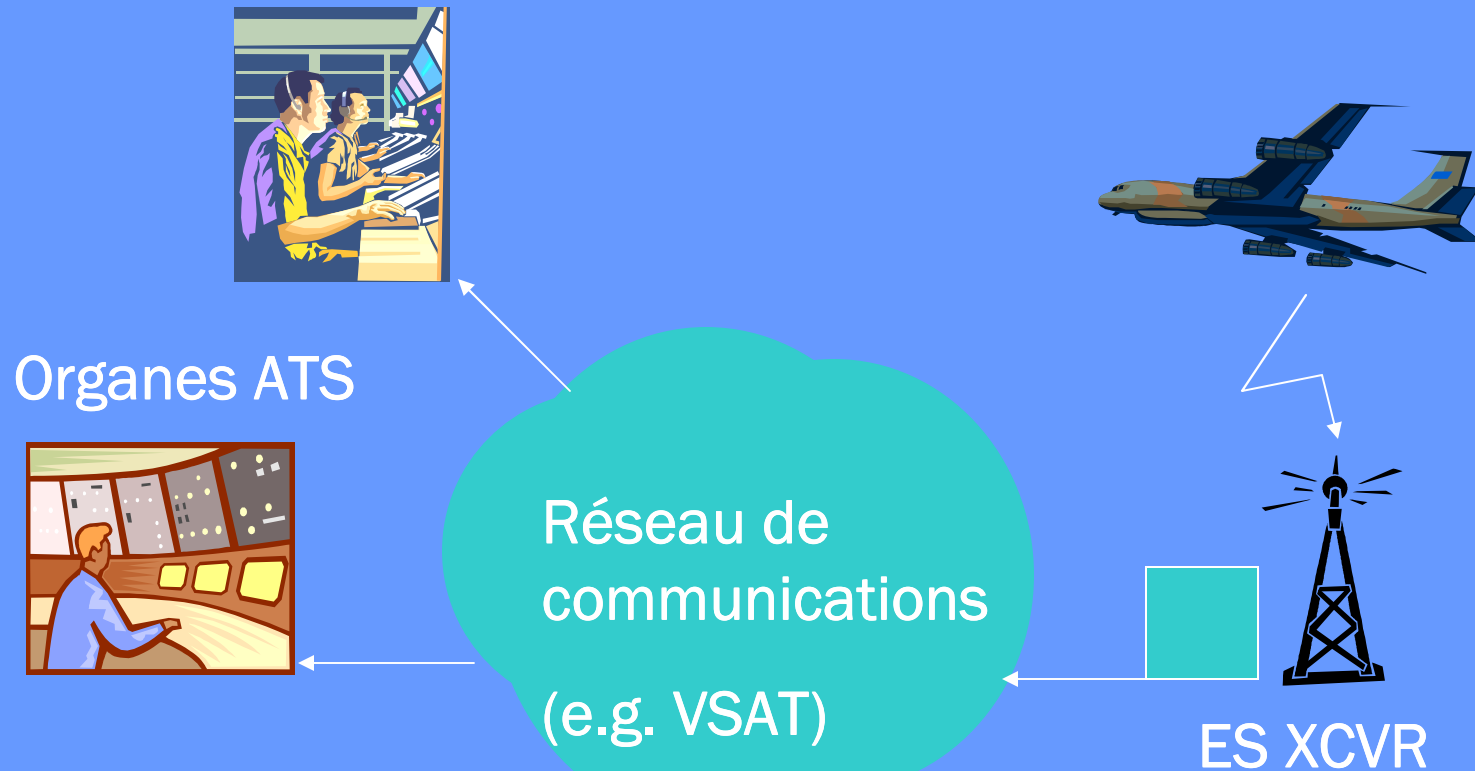 Organes ATS
Réseau de
communications
(e.g. VSAT)
ES XCVR